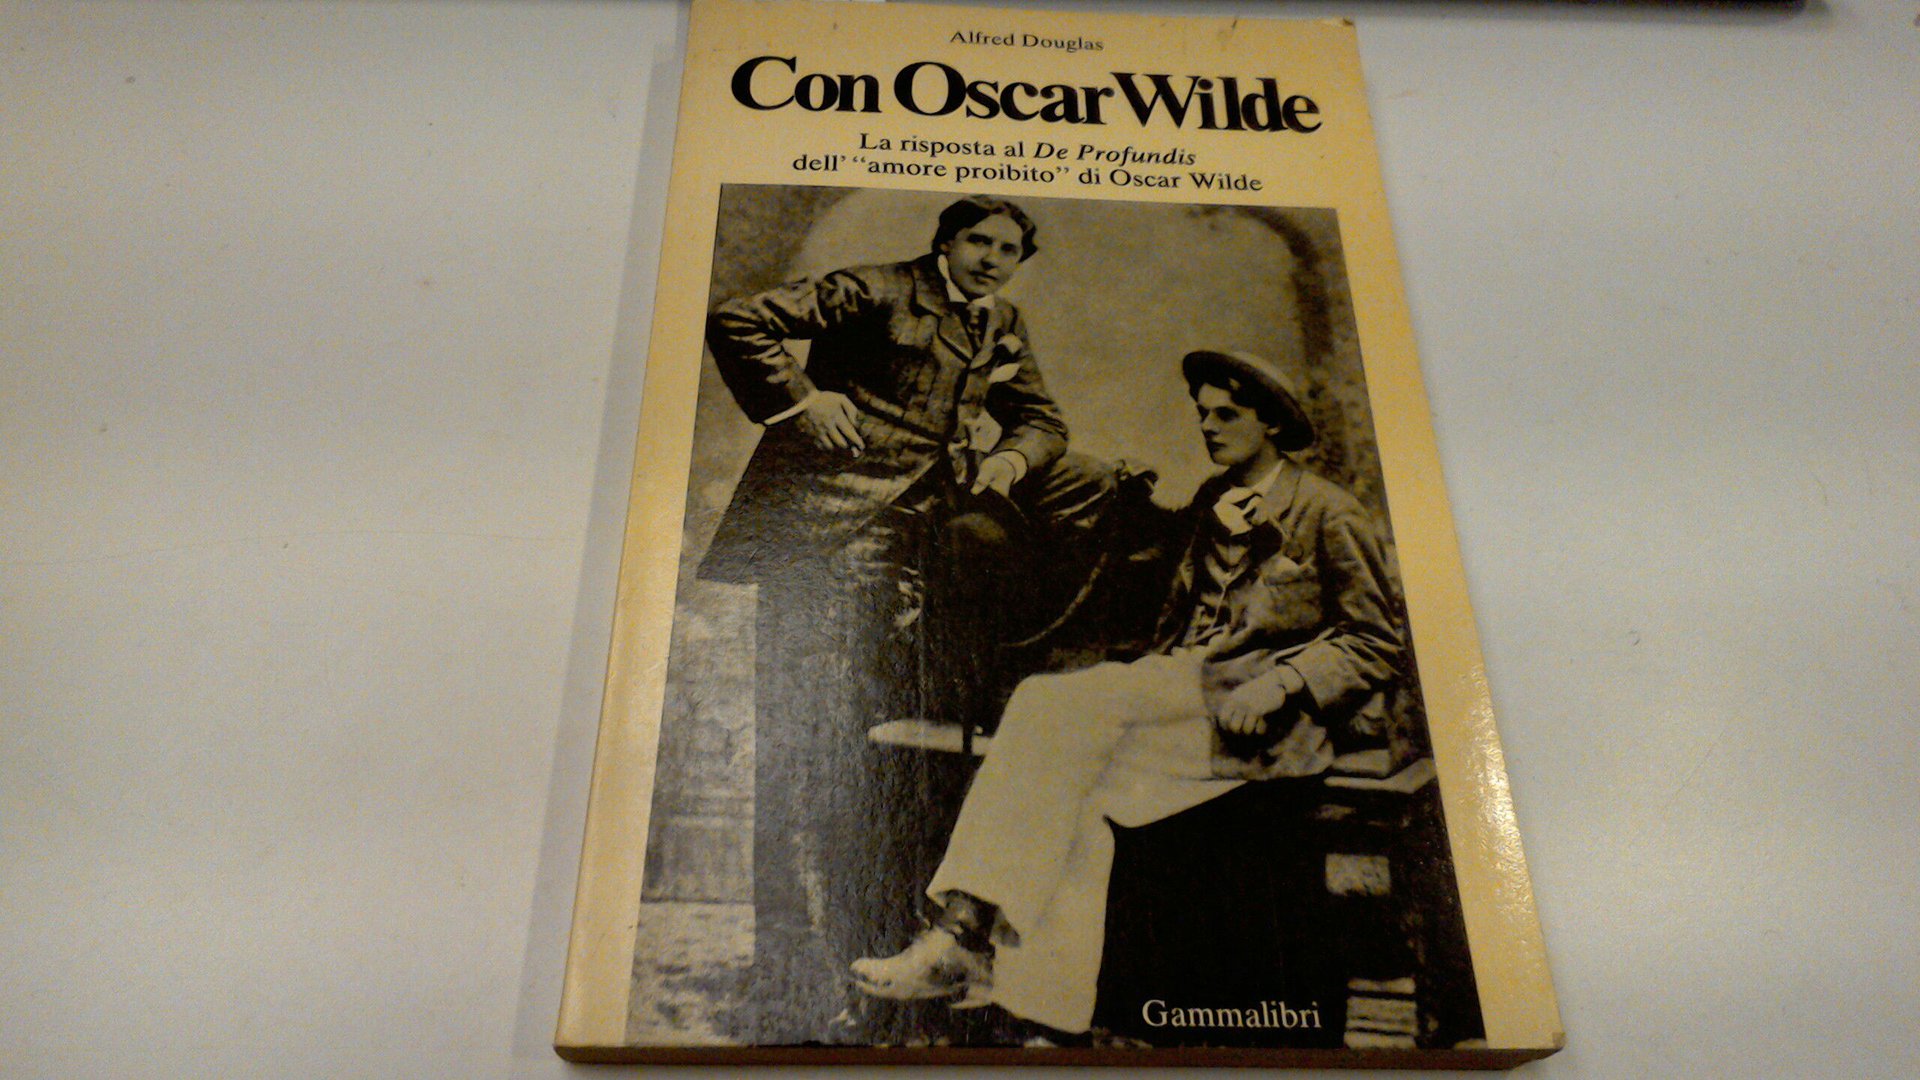 Alfred Douglas
Con Oscar Wilde
La risposta al De Profundis
dell' “amore proibito” di Oscar Wilde
Gammalibri